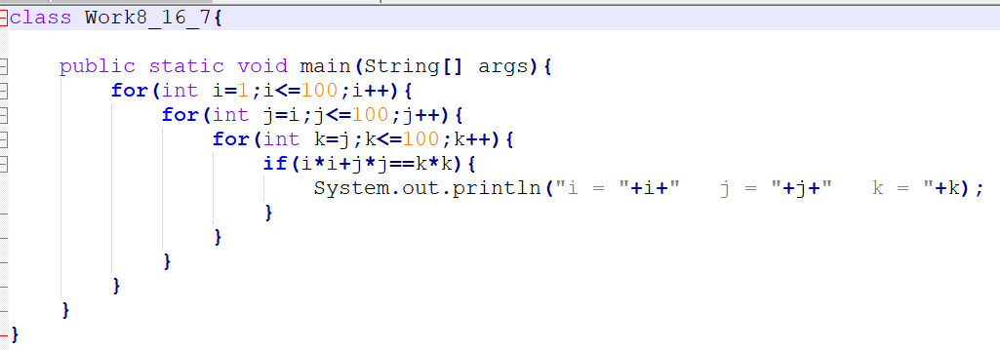 class Work8_16_7{
    public static void main(String[] args){
        for(int i=1;i<=100;i++){
            for(int j=i;j<=100;j++){
                for(int k=j;k<=100;k++){
                    if(i*i+j*j==k*k){
                        System.out.println("i = "+i+"   j = "+j+"   k = "+k);
                    }
                }
            }
        }
    }
}